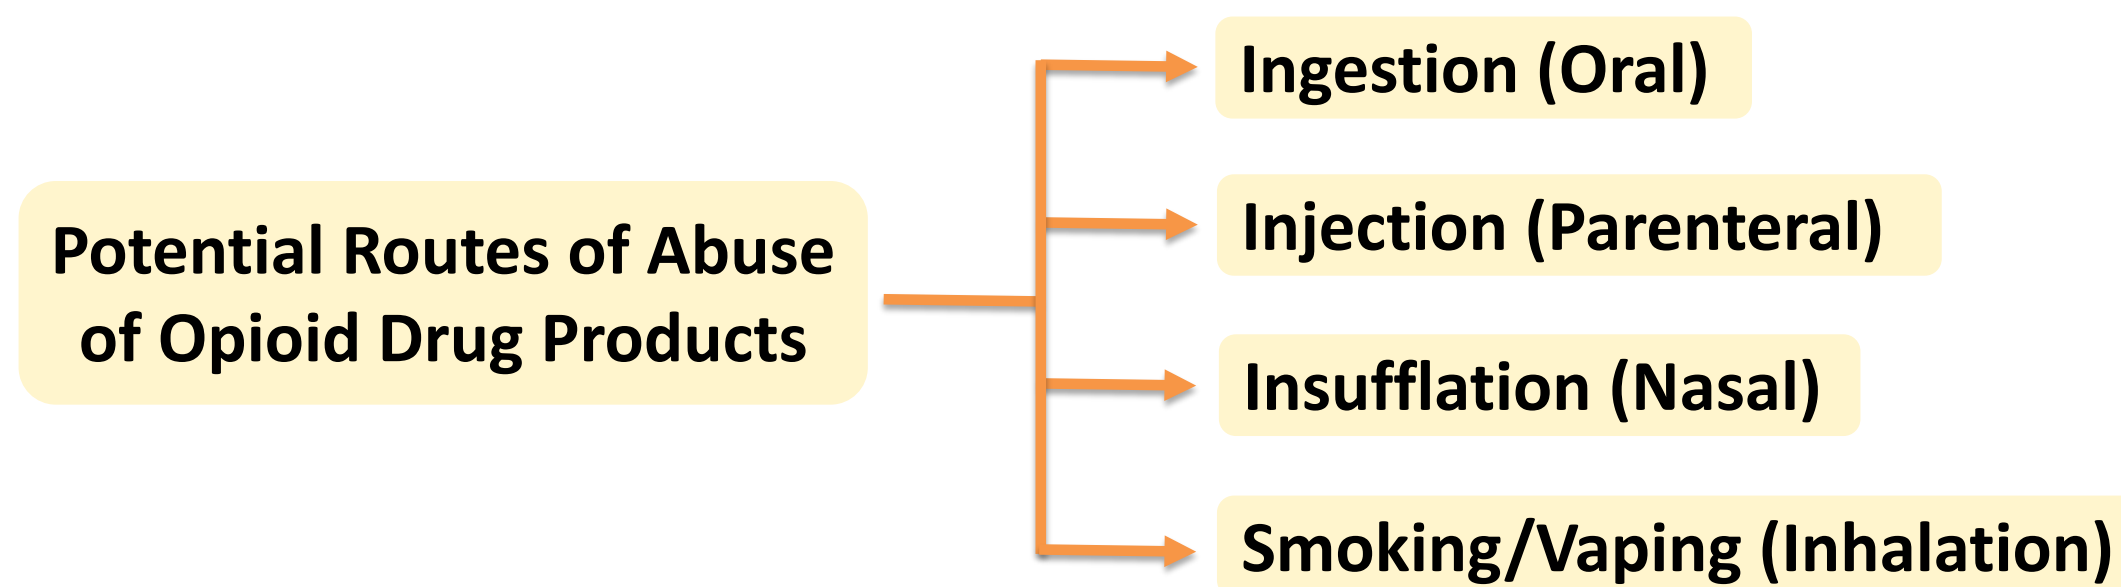 Potential Routes of Abuse
of Opioid Drug Products
Ingestion (Oral)
Injection (Parenteral)
Insufflation (Nasal)
Smoking/Vaping (Inhalation)